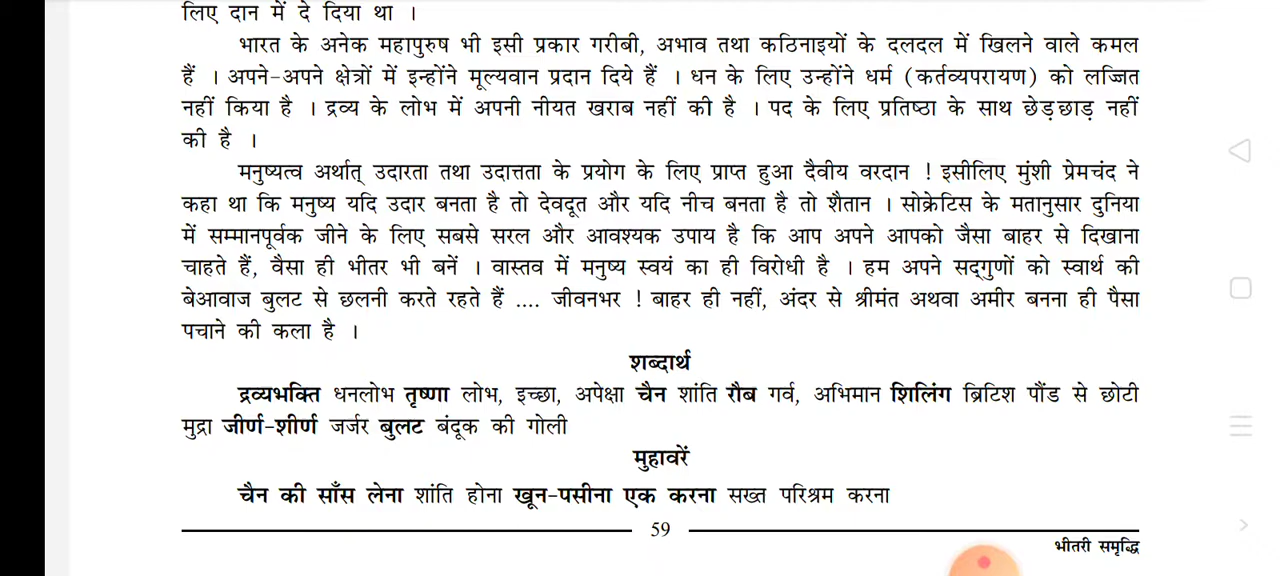 लिए दान में दे दिया था ।
भारत के अनेक महापुरुष भी इसी प्रकार गरीबी, अभाव तथा कठिनाइयों के दलदल में खिलने वाले कमल
हैं । अपने-अपने क्षेत्रों में इन्होंने मूल्यवान प्रदान दिये हैं । धन के लिए उन्होंने धर्म (कर्तव्यपरायण) को लज्जित
नहीं किया है । द्रव्य के लोभ में अपनी नीयत खराब नहीं की है । पद के लिए प्रतिष्ठा के साथ छेड़छाड़ नहीं
की है ।
मनुष्यत्व अर्थात् उदारता तथा उदात्तता के प्रयोग के लिए प्राप्त हुआ दैवीय वरदान ! इसीलिए मुंशी प्रेमचंद ने
कहा था कि मनुष्य यदि उदार बनता है तो देवदूत और यदि नीच बनता है तो शैतान । सोक्रेटिस के मतानुसार दुनिया
में सम्मानपूर्वक जीने के लिए सबसे सरल और आवश्यक उपाय है कि आप अपने आपको जैसा बाहर से दिखाना
चाहते हैं, वैसा ही भीतर भी बनें । वास्तव में मनुष्य स्वयं का ही विरोधी है । हम अपने सद्‌गुणों को स्वार्थ की
बेआवाज बुलट से छलनी करते रहते हैं .... जीवनभर ! बाहर ही नहीं, अंदर से श्रीमंत अथवा अमीर बनना ही पैसा
पचाने की कला है ।
शब्दार्थ
द्रव्यभक्ति धनलोभ तृष्णा लोभ, इच्छा, अपेक्षा चैन शांति रौब गर्व, अभिमान शिलिंग ब्रिटिश पौंड से छोटी
मुद्रा जीर्ण-शीर्ण जर्जर बुलट बंदूक की गोली
मुहावरें
चैन की साँस लेना शांति होना खून-पसीना एक करना सख्त परिश्रम करना
59
भीतरी समृद्धि